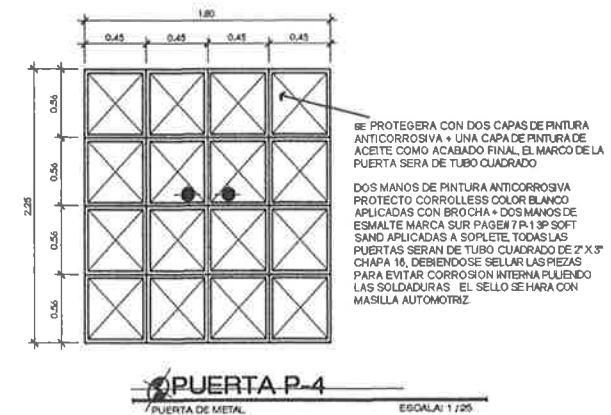 1.80
0.45 0.45 0.45 0.45
2.25
0.56
0.56
0.56
0.56
SE PROTEGERA CON DOS CAPAS DE PINTURA
ANTICORROSIVA + UNA CAPA DE PINTURA DE
ACEITE COMO ACABADO FINAL, EL MARCO DE LA
PUERTA SERA DE TUBO CUADRADO
DOS MANOS DE PINTURA ANTICORROSIVA
PROTECTO CORROLLESS COLOR BLANCO
APLICADAS CON BROCHA + DOS MANOS DE
ESMALTE MARCA SUR PAGE# 7 P-13P SOFT
SAND APLICADAS A SOPLETE, TODAS LAS
PUERTAS SERAN DE TUBO CUADRADO DE 2" X 3"
CHAPA 16, DEBIENDOSE SELLAR LAS PIEZAS
PARA EVITAR CORROSION INTERNA PULIENDO
LAS SOLDADURAS EL SELLO SE HARA CON
MASILLA AUTOMOTRIZ.
PUERTA P-4
PUERTA DE METAL ESCALA: 1 / 25